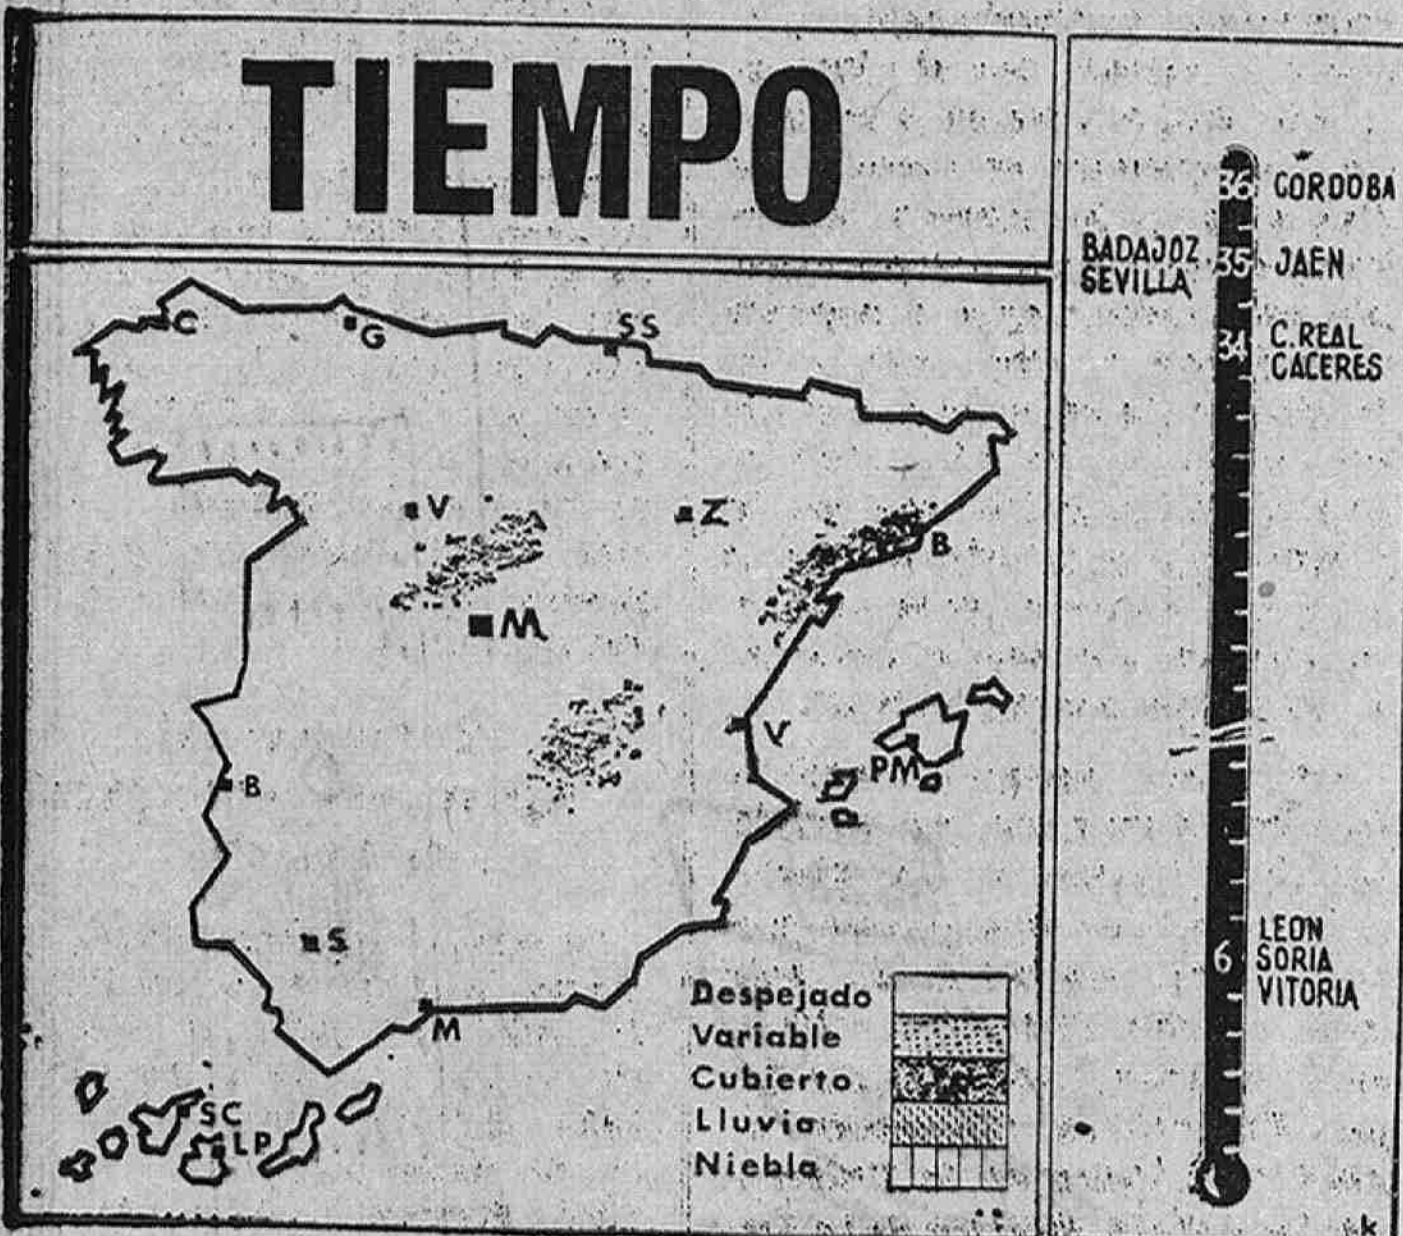 TIEMPO
C
G
SS
V
Z
B
M
V
PM
B
S
M
SC
LP
Despejado
Variable
Cubierto
Lluvia
Niebla
36 CORDOBA
BADAJOZ
SEVILLA
35 JAEN
34 C. REAL
CACERES
LEON
6 SORIA
VITORIA
k